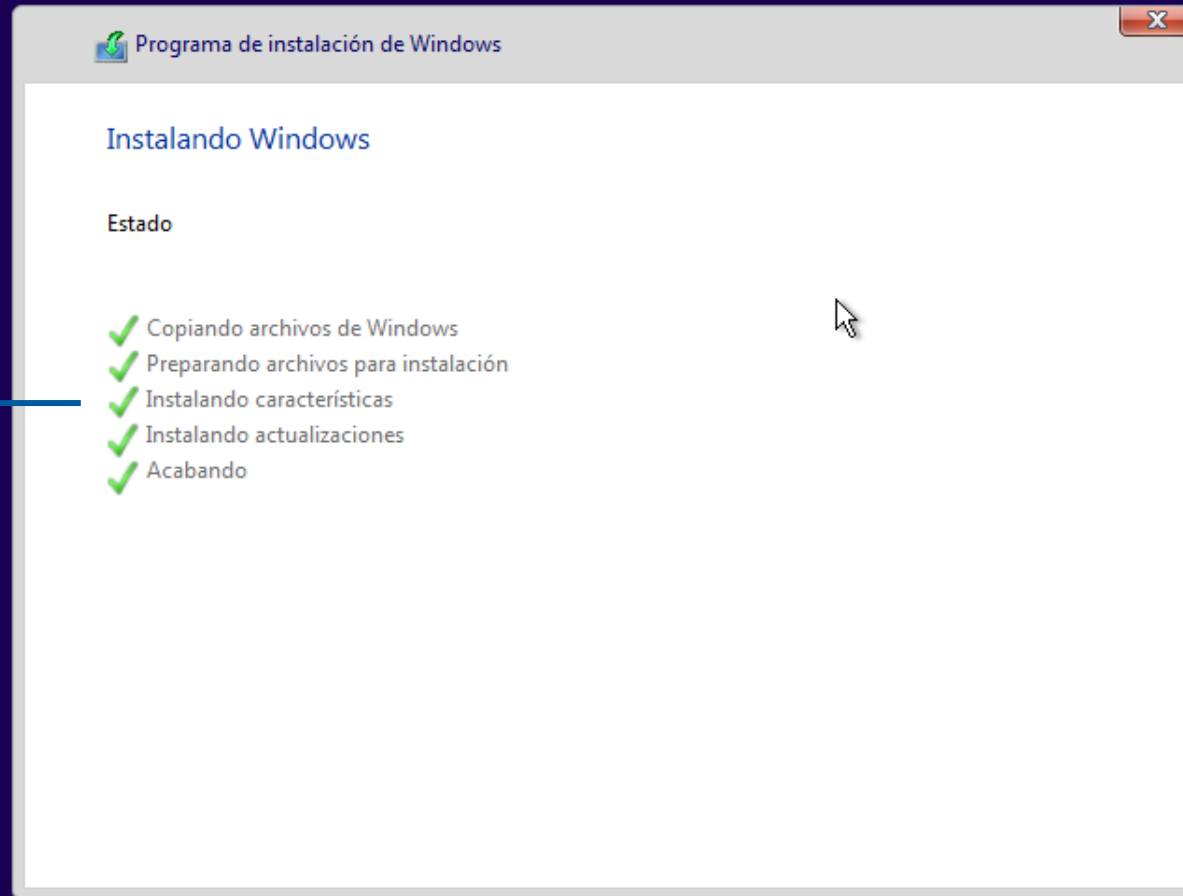 Programa de instalación de Windows
Instalando Windows
Estado
Copiando archivos de Windows
Preparando archivos para instalación
Instalando características
Instalando actualizaciones
Acabando